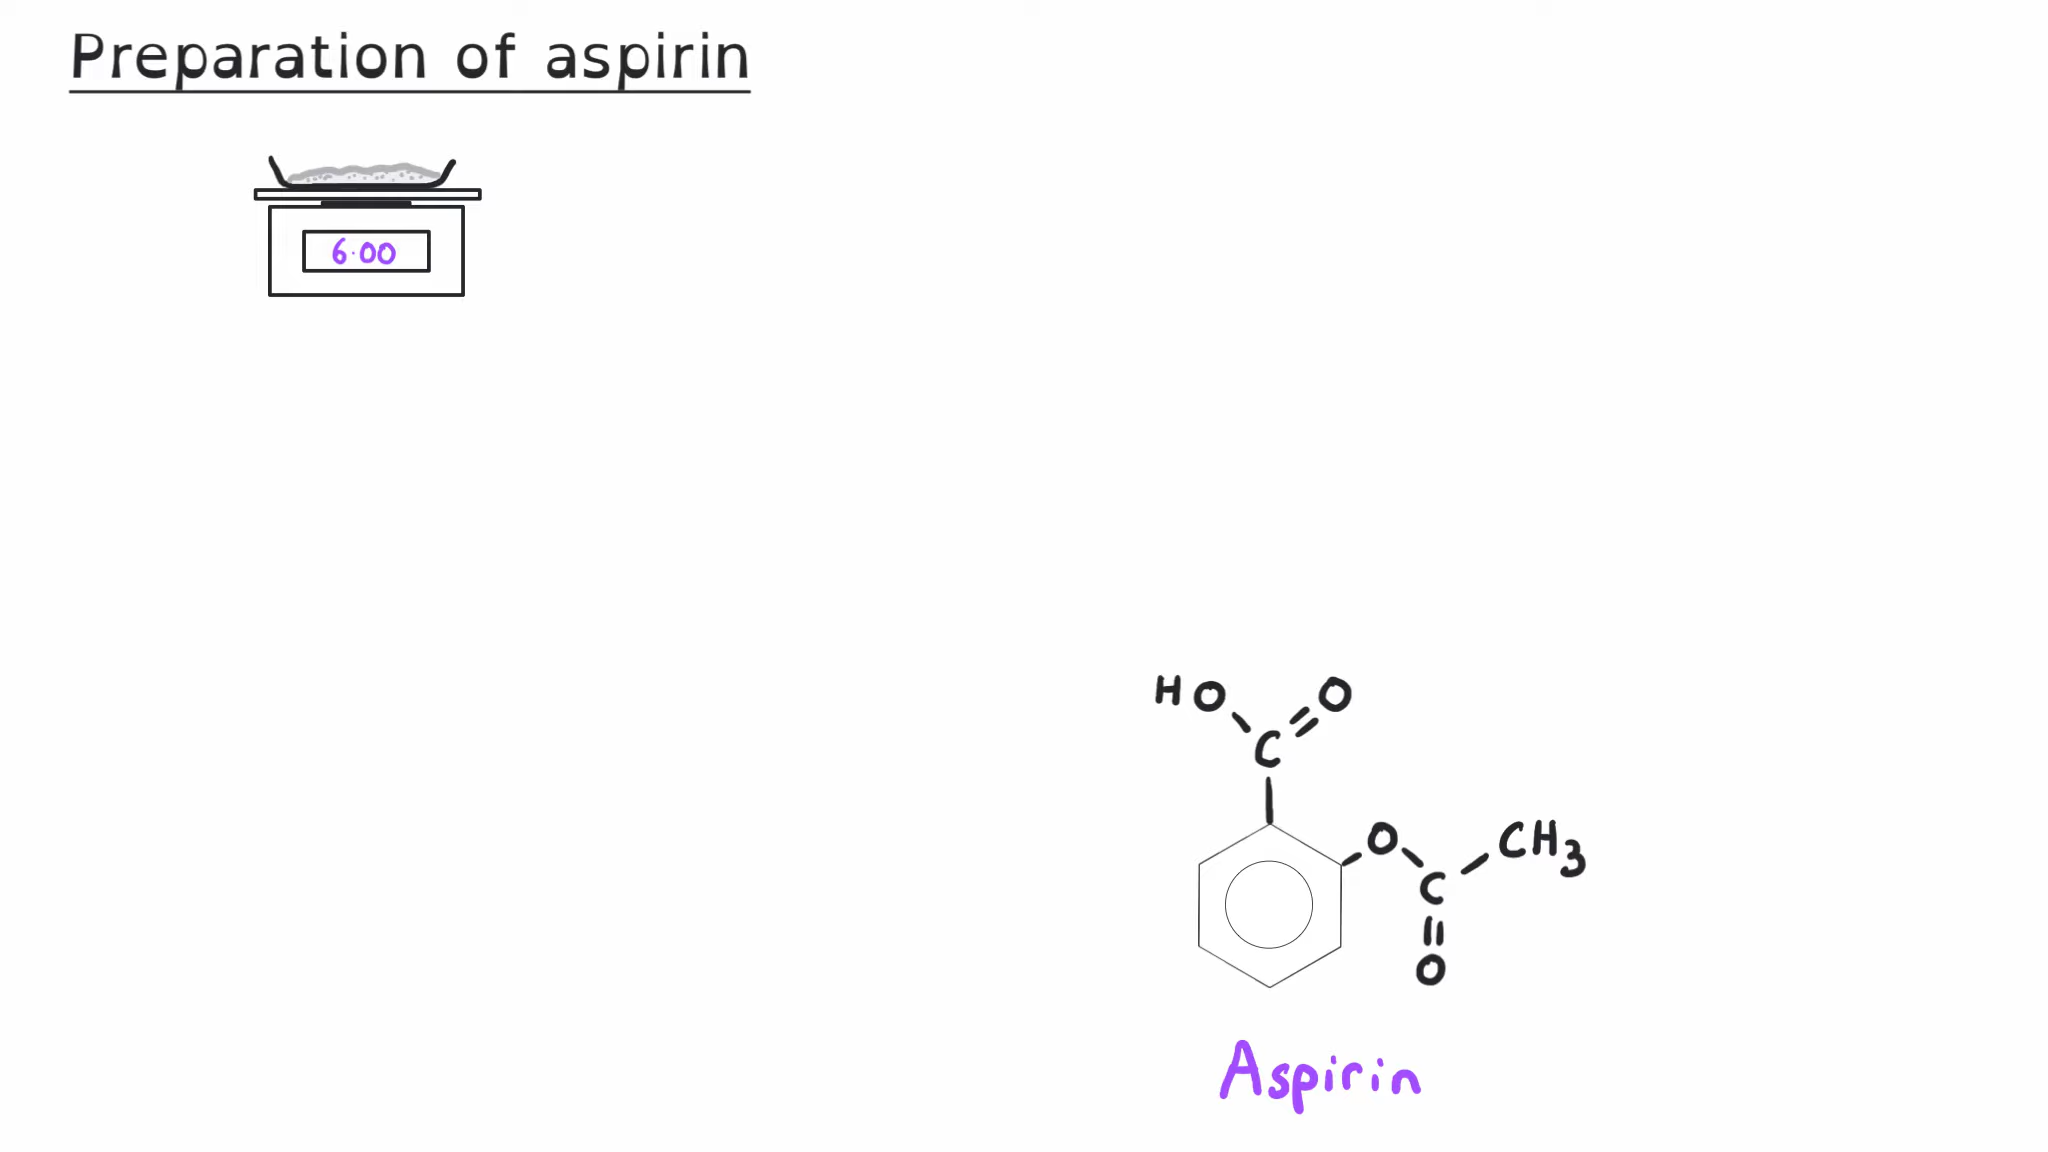 Preparation of aspirin
6.00
HO O
C
O CH3
C
O
Aspirin